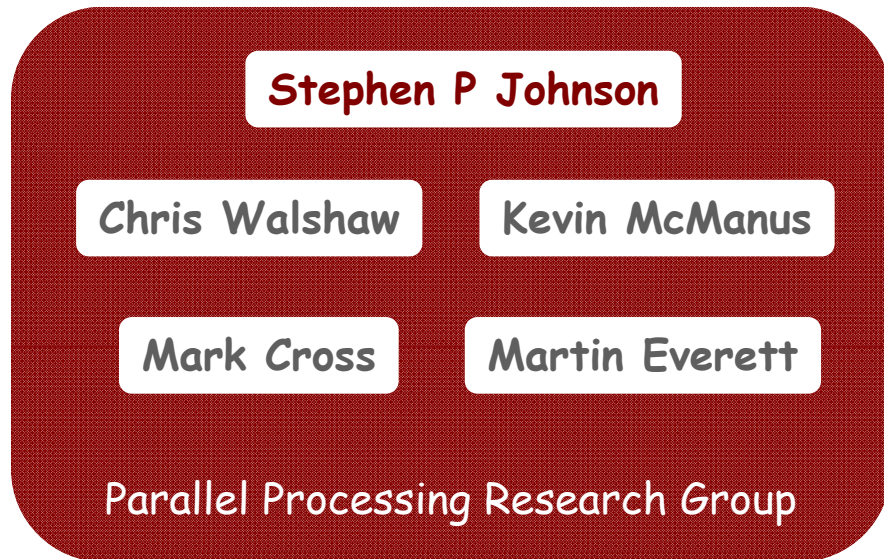 Stephen P Johnson
Chris Walshaw Kevin McManus
Mark Cross Martin Everett
Parallel Processing Research Group